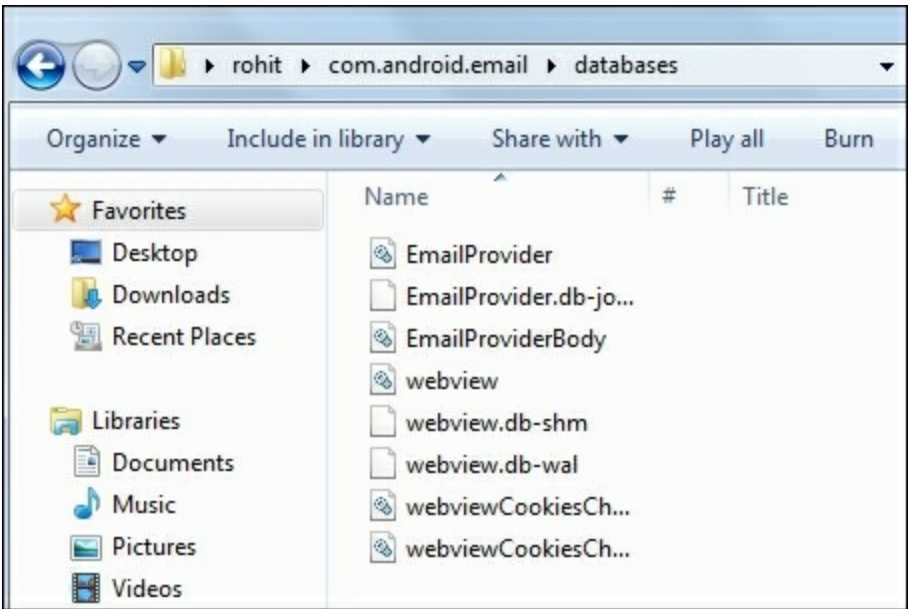 rohit com.android.email databases
Organize Include in library Share with Play all Burn
Favorites
Desktop
Downloads
Recent Places
Libraries
Documents
Music
Pictures
Videos
Name # Title
EmailProvider
EmailProvider.db-jo...
EmailProviderBody
webview
webview.db-shm
webview.db-wal
webviewCookiesCh...
webviewCookiesCh...